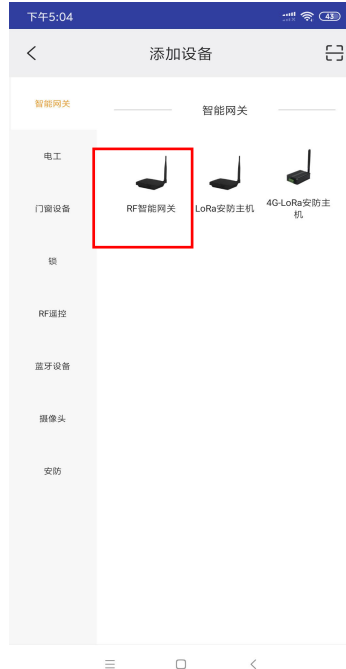 下午5:04
43
添加设备
智能网关
智能网关
电工
RF智能网关
LoRa安防主机
4G-LoRa安防主
机
门窗设备
锁
RF遥控
蓝牙设备
摄像头
安防